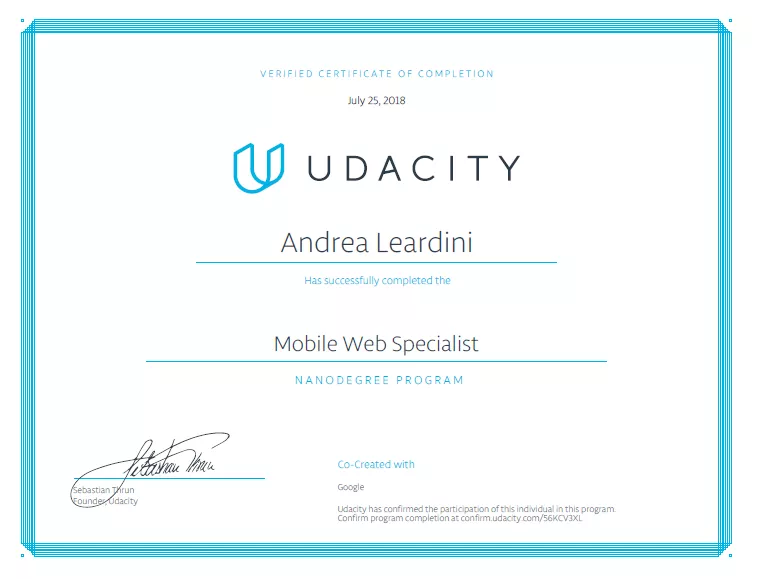 VERIFIED CERTIFICATE OF COMPLETION
July 25, 2018
UDACITY
Andrea Leardini
Has successfully completed the
Mobile Web Specialist
NANODEGREE PROGRAM
Sebastian Thrun
Sebastian Thrun
Founder, Udacity
Co-Created with
Google
Udacity has confirmed the participation of this individual in this program.
Confirm program completion at confirm.udacity.com/56KCV3XL